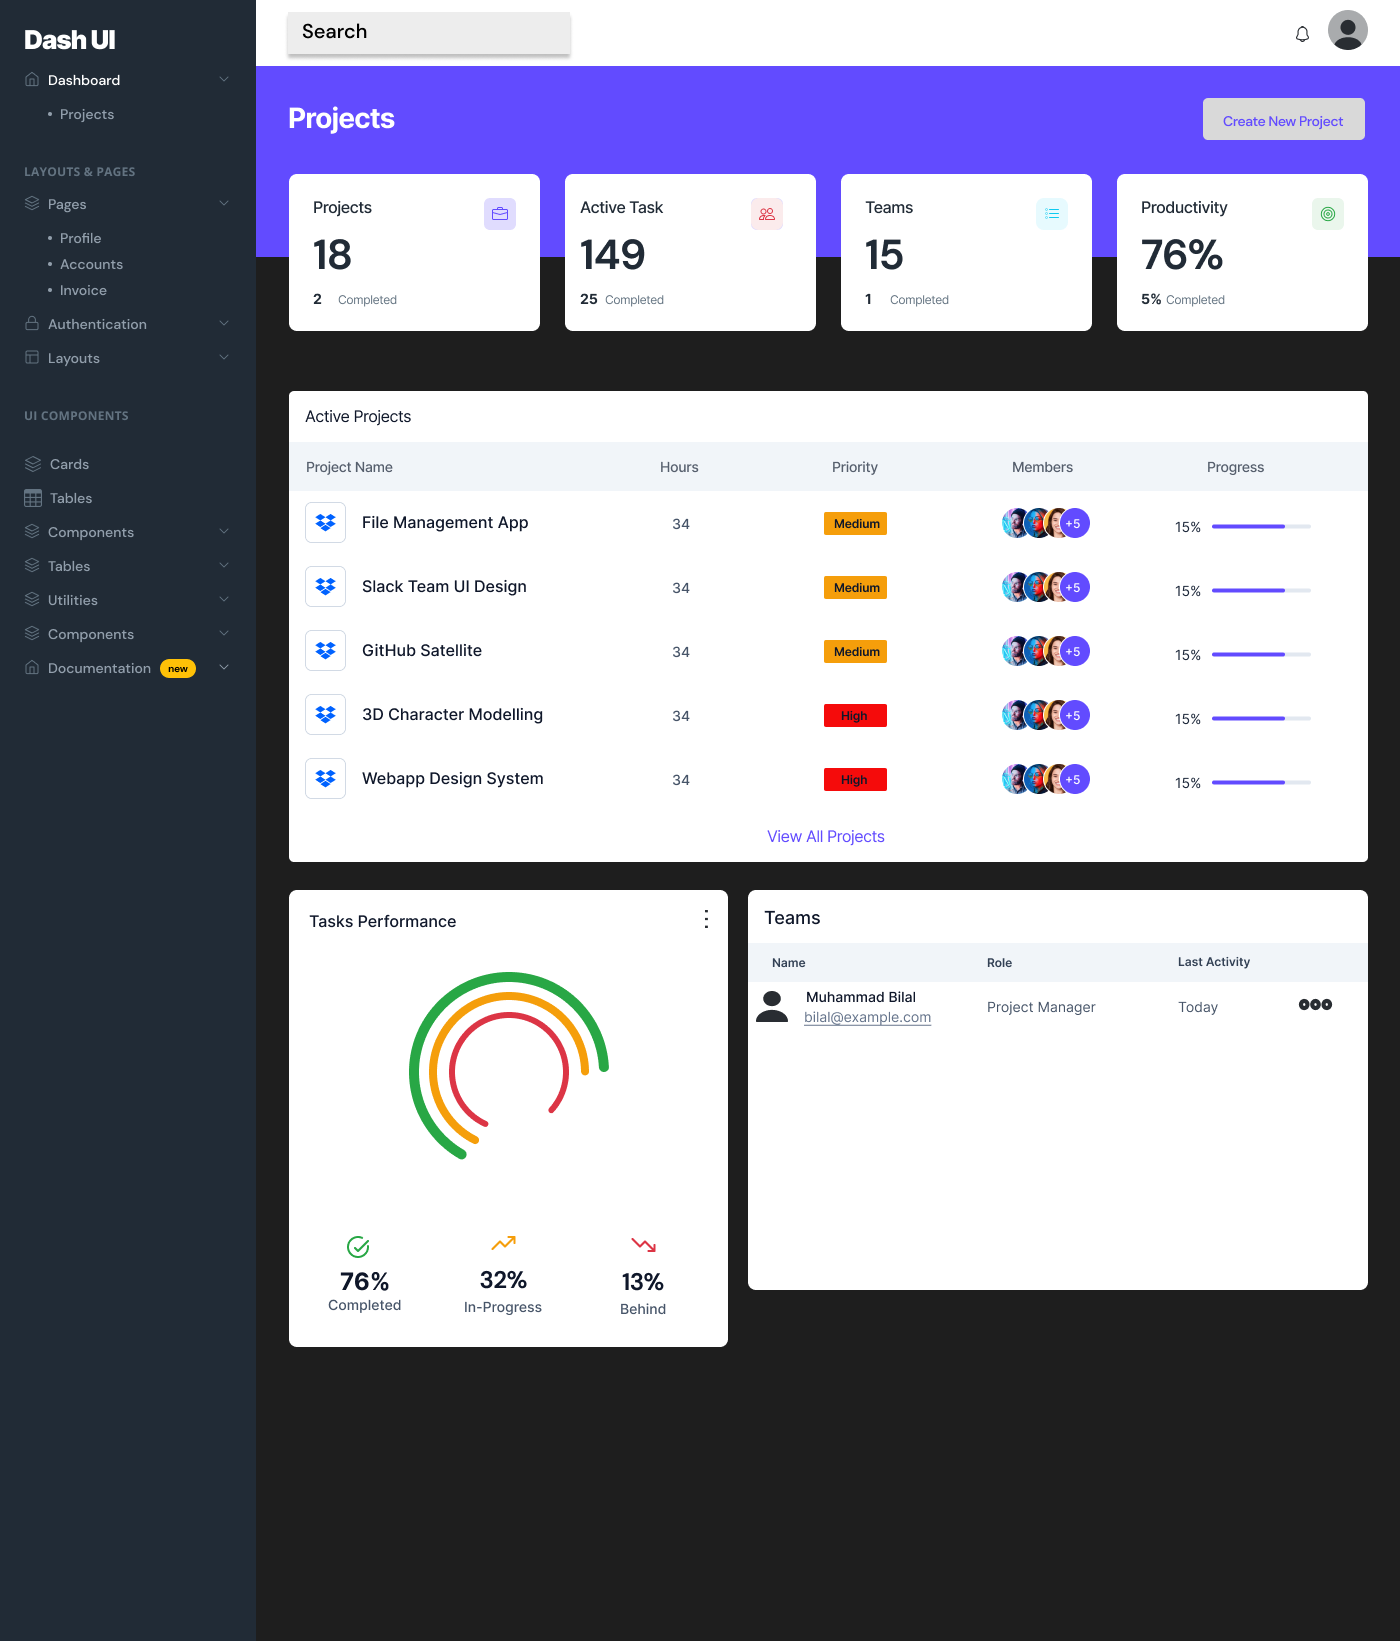 Dash UI
Dashboard
• Projects
LAYOUTS & PAGES
Pages
• Profile
• Accounts
• Invoice
Authentication
Layouts
UI COMPONENTS
Cards
Tables
Components
Tables
Utilities
Components
Documentation new
Search
Projects
Create New Project
Projects
18
2 Completed
Active Task
149
25 Completed
Teams
15
1 Completed
Productivity
76%
5% Completed
Active Projects
Project Name Hours Priority Members Progress
File Management App 34 Medium +5 15%
Slack Team UI Design 34 Medium +5 15%
GitHub Satellite 34 Medium +5 15%
3D Character Modelling 34 High +5 15%
Webapp Design System 34 High +5 15%
View All Projects
Tasks Performance
76%
Completed
32%
In-Progress
13%
Behind
Teams
Name Role Last Activity
Muhammad Bilal
bilal@example.com
Project Manager
Today